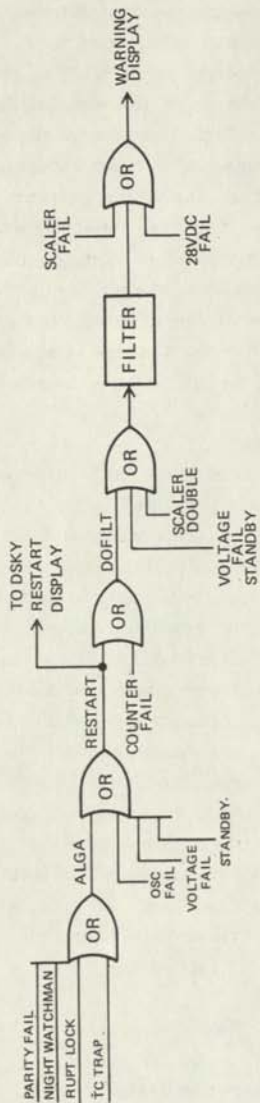 PARITY FAIL
NIGHT WATCHMAN
RUPT LOCK
TC TRAP
OR
ALGA
OSC
FAIL
VOLTAGE
FAIL
STANDBY.
OR
RESTART
TO DSKY
RESTART
DISPLAY
COUNTER
FAIL
OR
DOFILT
VOLTAGE
FAIL
STANDBY
SCALER
DOUBLE
OR
FILTER
SCALER
FAIL
28VDC
FAIL
OR
WARNING
DISPLAY